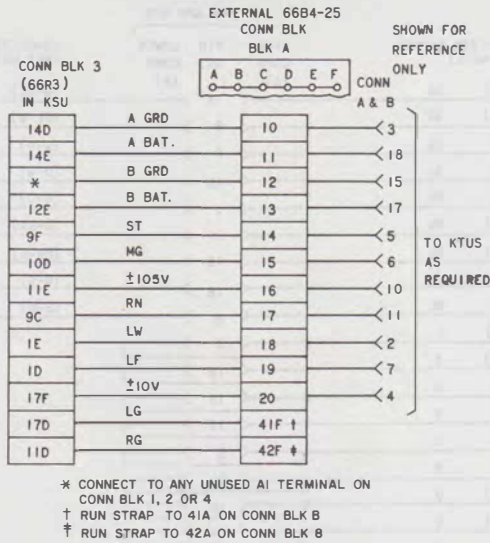 EXTERNAL 66B4-25
CONN BLK
BLK A
SHOWN FOR
REFERENCE
ONLY
CONN BLK 3
(66R3)
IN KSU
A B C D E F
CONN
A & B
14D A GRD 10 3
14E A BAT. 11 18
* B GRD 12 15
12E B BAT. 13 17
9F ST 14 5
10D MG 15 6
11E ±105V 16 10
9C RN 17 11
1E LW 18 2
1D LF 19 7
17F ±10V 20 4
17D LG 41F †
11D RG 42F ‡
TO KTUS
AS
REQUIRED
* CONNECT TO ANY UNUSED A1 TERMINAL ON
CONN BLK 1, 2 OR 4
† RUN STRAP TO 41A ON CONN BLK B
‡ RUN STRAP TO 42A ON CONN BLK B